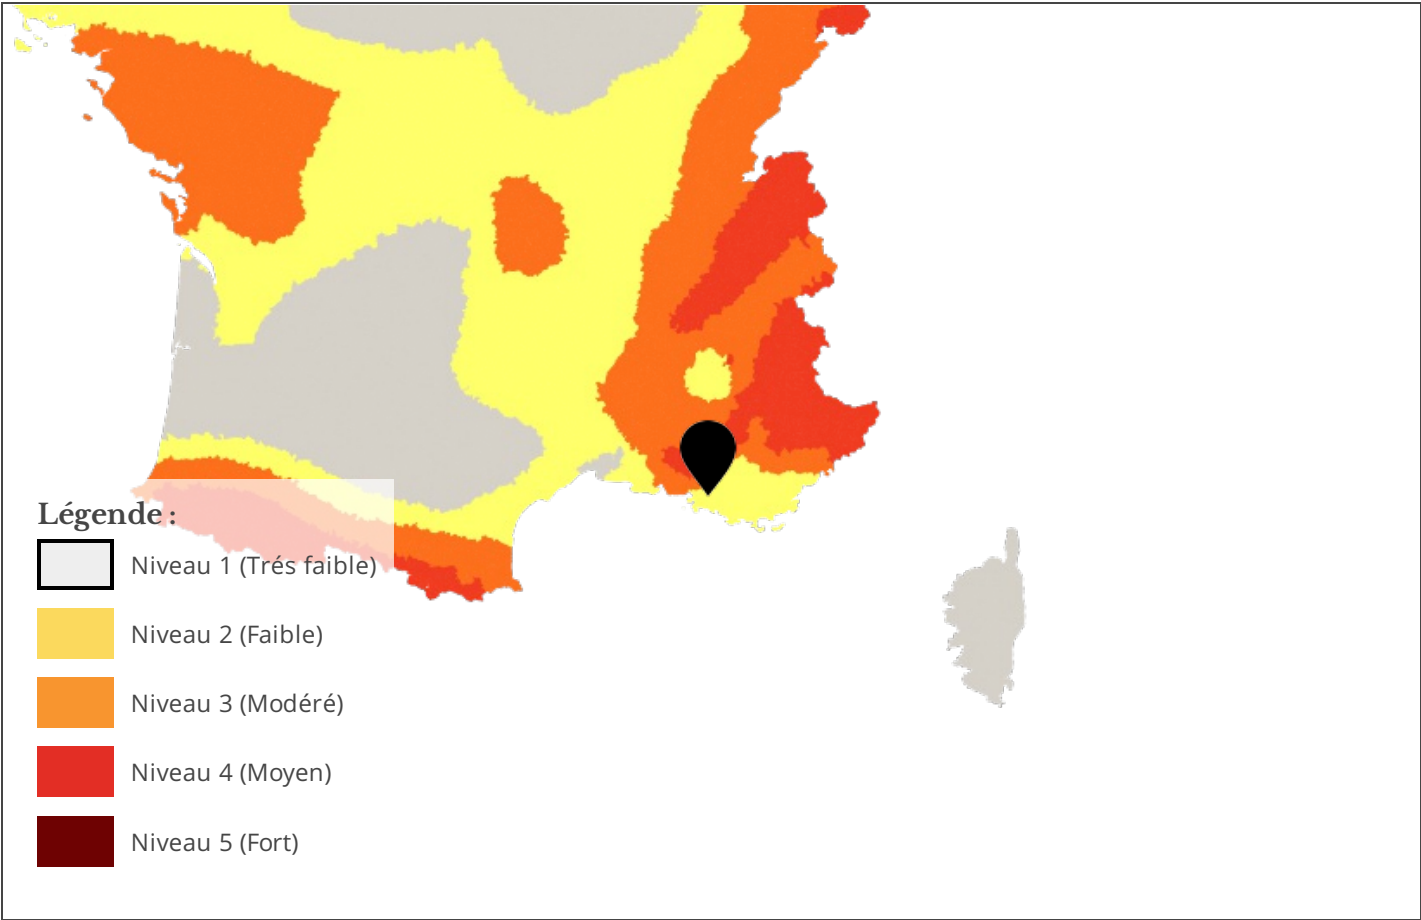 Légende :
Niveau 1 (Trés faible)
Niveau 2 (Faible)
Niveau 3 (Modéré)
Niveau 4 (Moyen)
Niveau 5 (Fort)